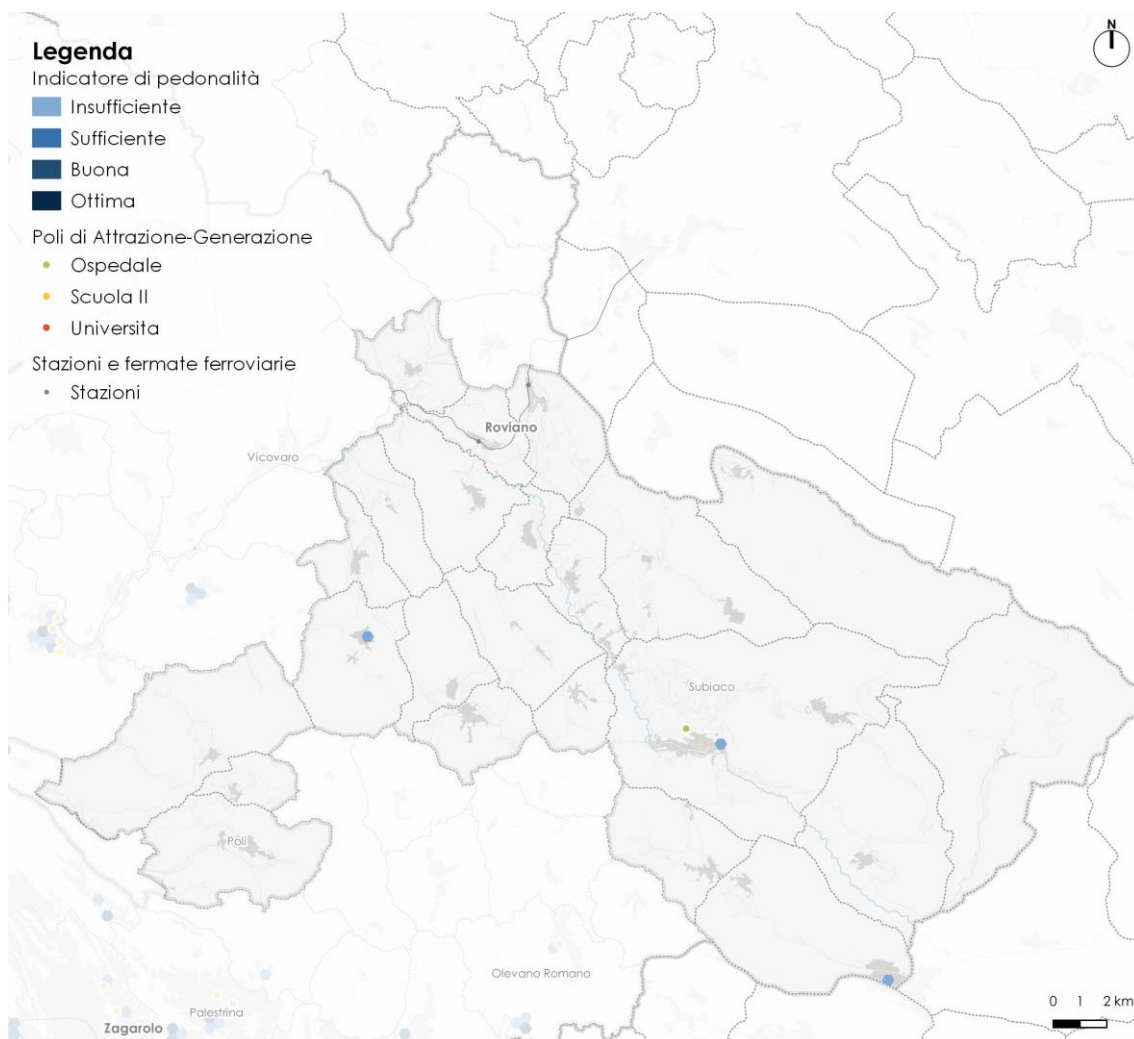 Legenda
Indicatore di pedonalità
Insufficiente
Sufficiente
Buona
Ottima
Poli di Attrazione-Generazione
Ospedale
Scuola II
Universita
Stazioni e fermate ferroviarie
Stazioni
N
Roviano
Vicovaro
Subiaco
Poli
Olevano Romano
Palestrina
Zagarolo
0 1 2 km